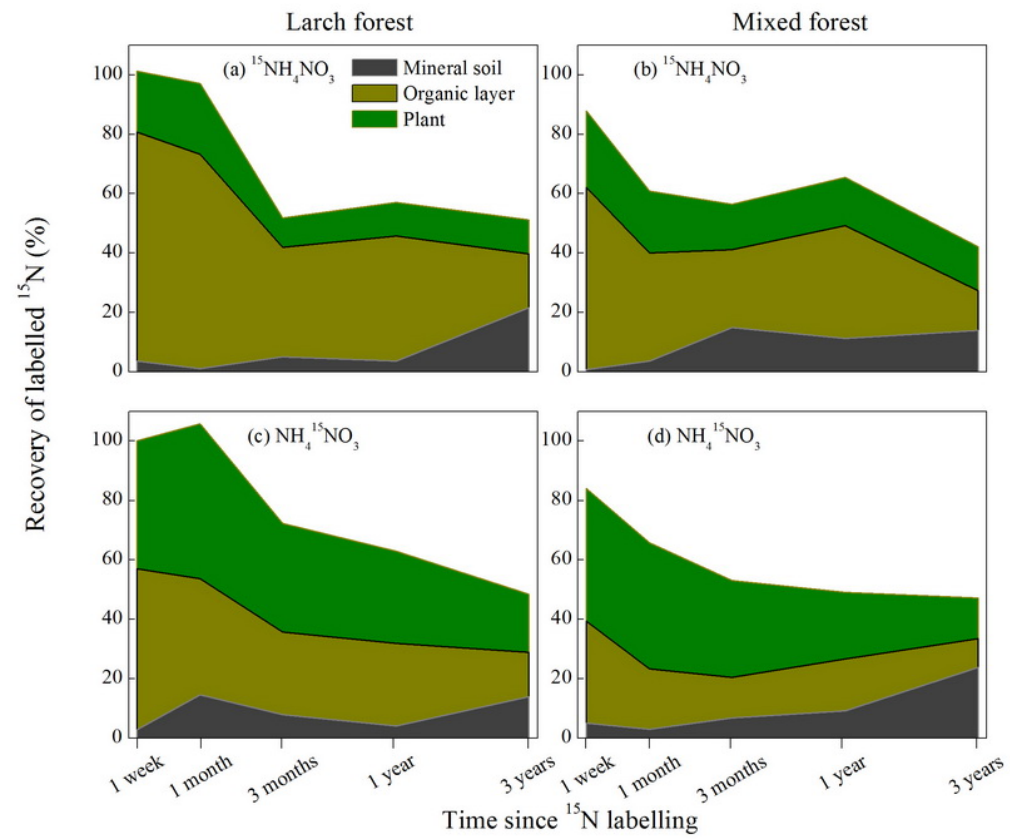 Larch forest
Mixed forest
Recovery of labelled ¹⁵N (%)
100
80
60
40
20
0
(a) ¹⁵NH₄NO₃
Mineral soil
Organic layer
Plant
100
80
60
40
20
0
(b) ¹⁵NH₄NO₃
100
80
60
40
20
0
(c) NH₄¹⁵NO₃
100
80
60
40
20
0
(d) NH₄¹⁵NO₃
1 week
1 month
3 months
1 year
3 years
1 week
1 month
3 months
1 year
3 years
Time since ¹⁵N labelling